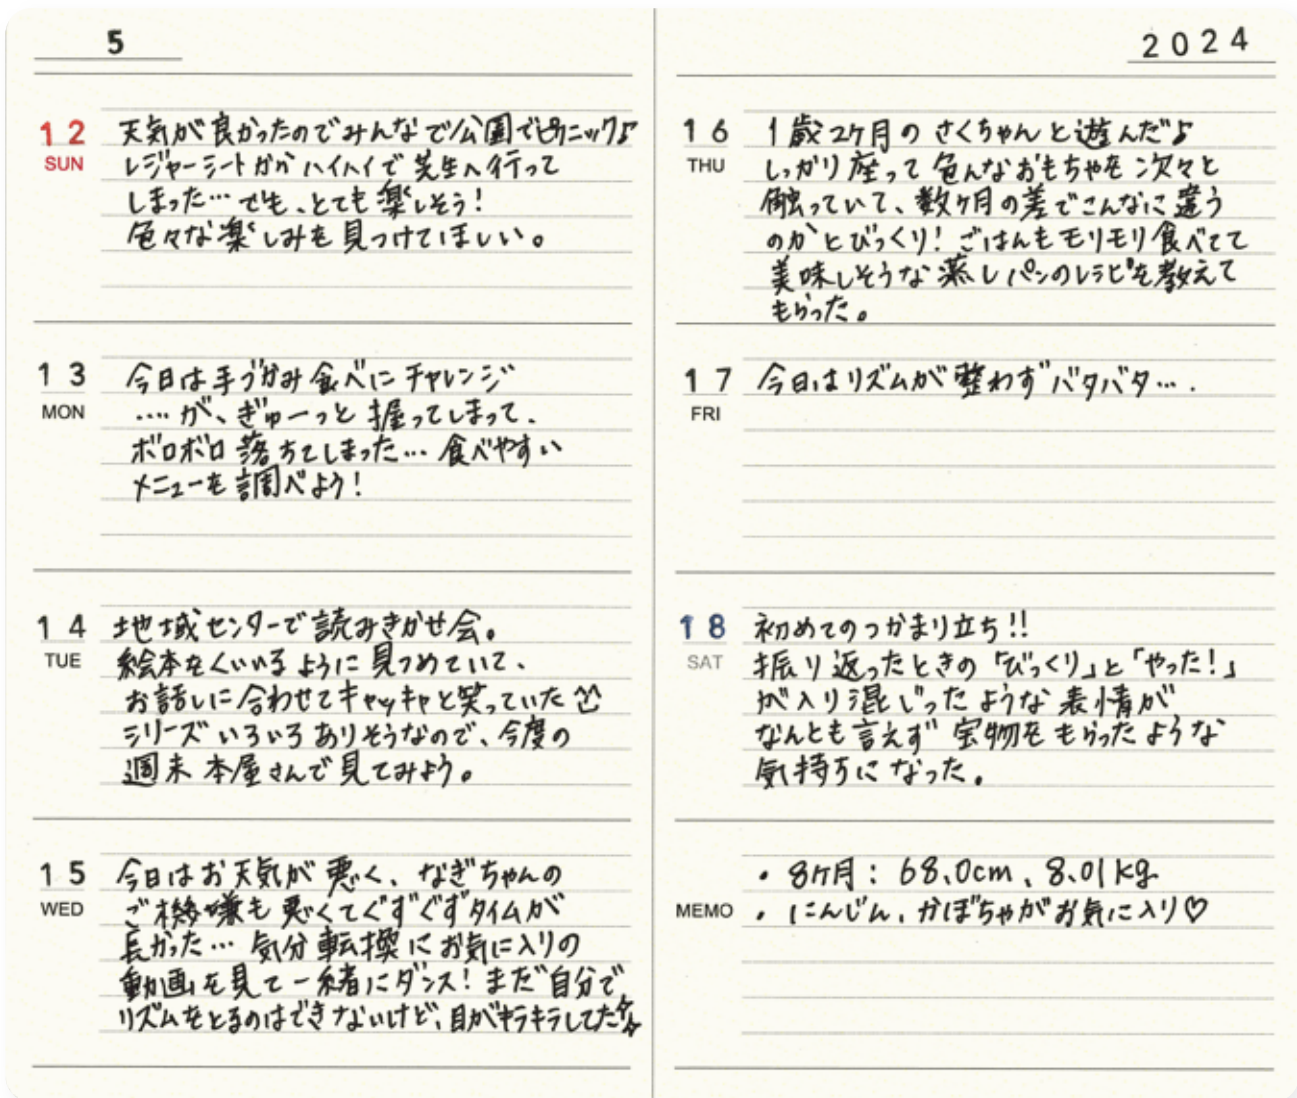 5
2024
12
SUN
天気が良かったのでみんなで公園でピクニック♪
レジャーシートからハイハイで芝生へ行って
しまった…でも、とても楽しそう!
色々な楽しみを見つけてほしい。
13
MON
今日は手づかみ食べにチャレンジ
‥‥が、ぎゅーっと握ってしまって、
ボロボロ落ちてしまった…食べやすい
メニューを調べよう!
14
TUE
地域センターで読みきかせ会。
絵本をくいいるように見つめていて、
お話しに合わせてキャッキャと笑っていた
シリーズいろいろありそうなので、今度の
週末本屋さんで見てみよう。
15
WED
今日はお天気が悪く、なぎちゃんの
ご機嫌も悪くてぐずぐずタイムが
長かった…気分転換にお気に入りの
動画を見て一緒にダンス!まだ自分で
リズムをとるのはできないけど、目がキラキラしてた
16
THU
1歳2ヶ月のさくちゃんと遊んだ♪
しっかり座って色んなおもちゃを次々と
触っていて、数ヶ月の差でこんなに違う
のかとびっくり!ごはんもモリモリ食べてて
美味しそうな蒸しパンのレシピを教えて
もらった。
17
FRI
今日はリズムが整わずバタバタ….
18
SAT
初めてのつかまり立ち!!
振り返ったときの「びっくり」と「やった!」
が入り混じったような表情が
なんとも言えず宝物をもらったような
気持ちになった。
MEMO
・8ヶ月:68.0cm、8.01kg
・にんじん、かぼちゃがお気に入り♡